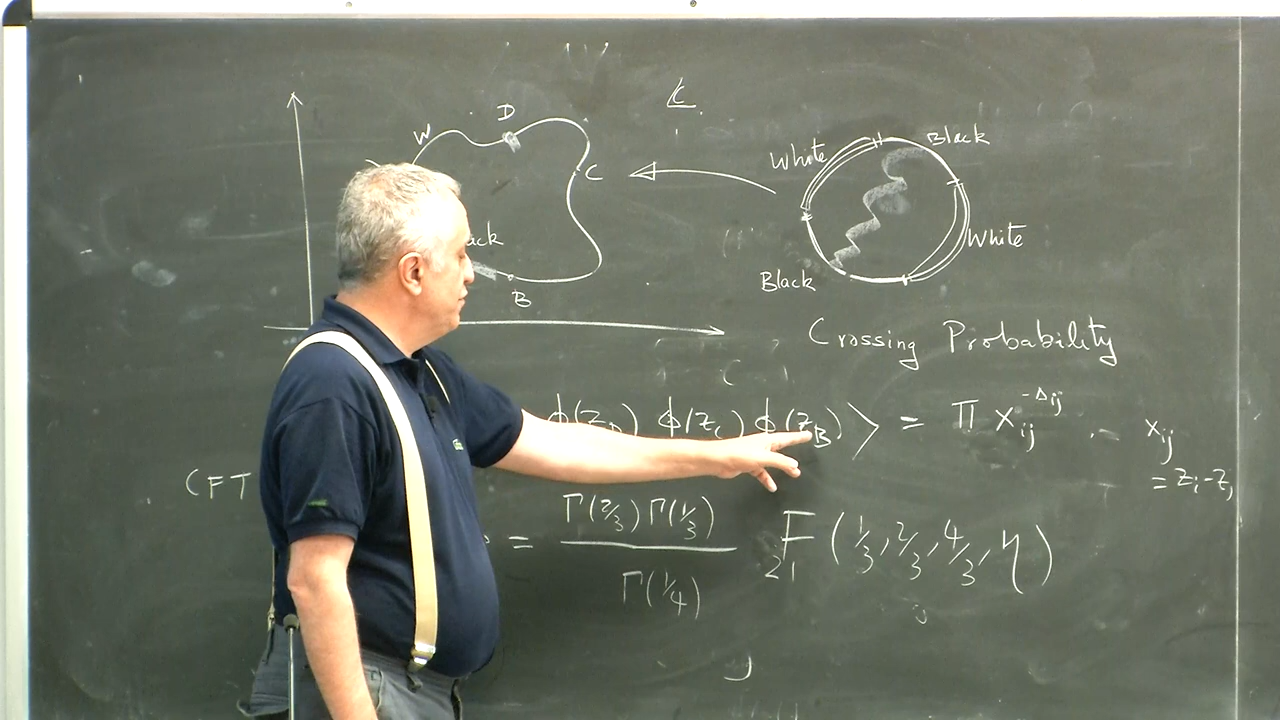 W D
C
White Black
ack
White
Black
B
Crossing Probability
ϕ(z_D) ϕ(z_C) ϕ(z_B) ⟩ = Π x_ij^{-Δ_ij}
x_ij
= z_i - z_j
CFT
= Γ(2/3) Γ(1/3) / Γ(1/4) ₂F₁ (1/3, 2/3, 4/3, η)